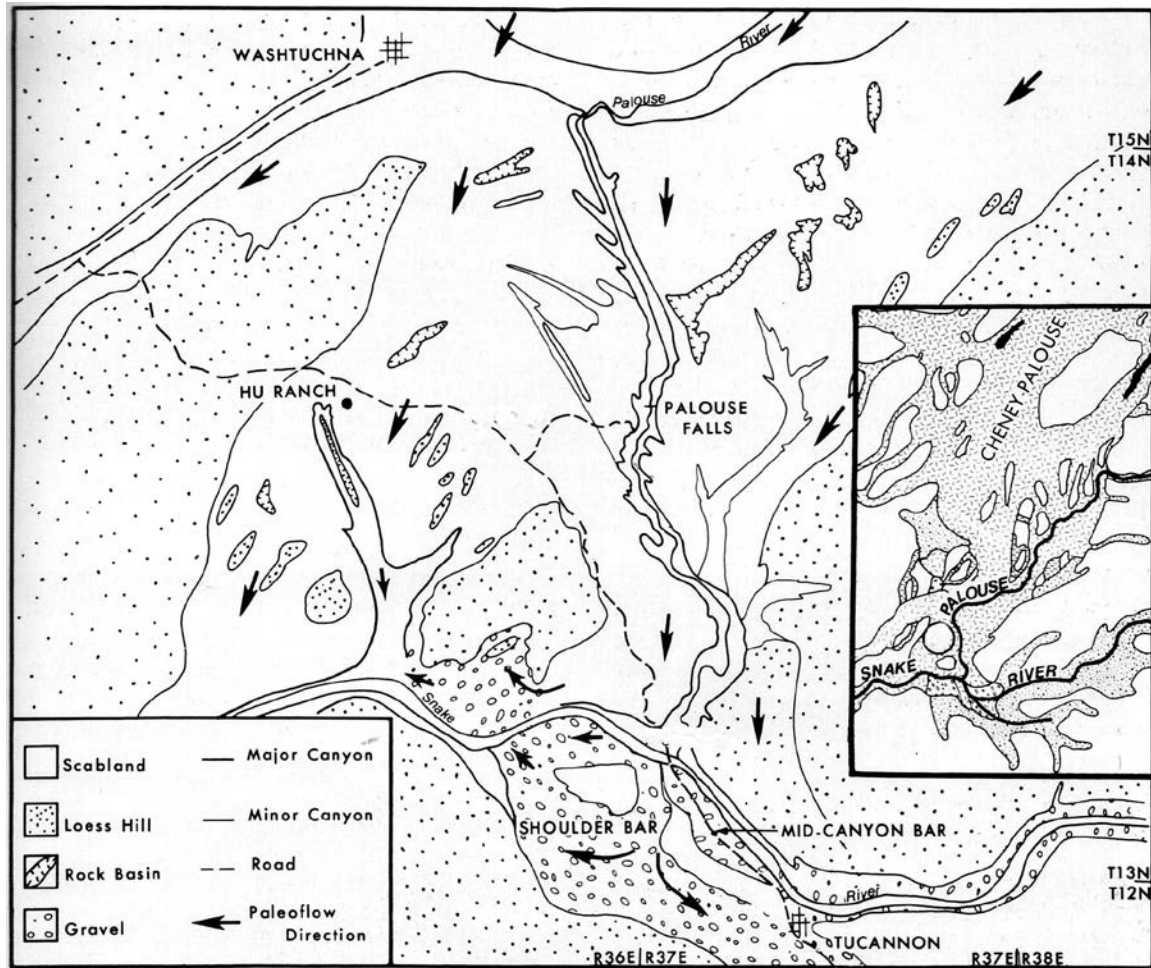 WASHTUCHNA
River
Palouse
T15N
T14N
HU RANCH
PALOUSE
FALLS
CHENEY PALOUSE
PALOUSE
SNAKE
RIVER
Snake
SHOULDER BAR
MID-CANYON BAR
River
T13N
T12N
TUCANNON
R36E|R37E
R37E|R38E
Scabland
Loess Hill
Rock Basin
Gravel
Major Canyon
Minor Canyon
Road
Paleoflow
Direction